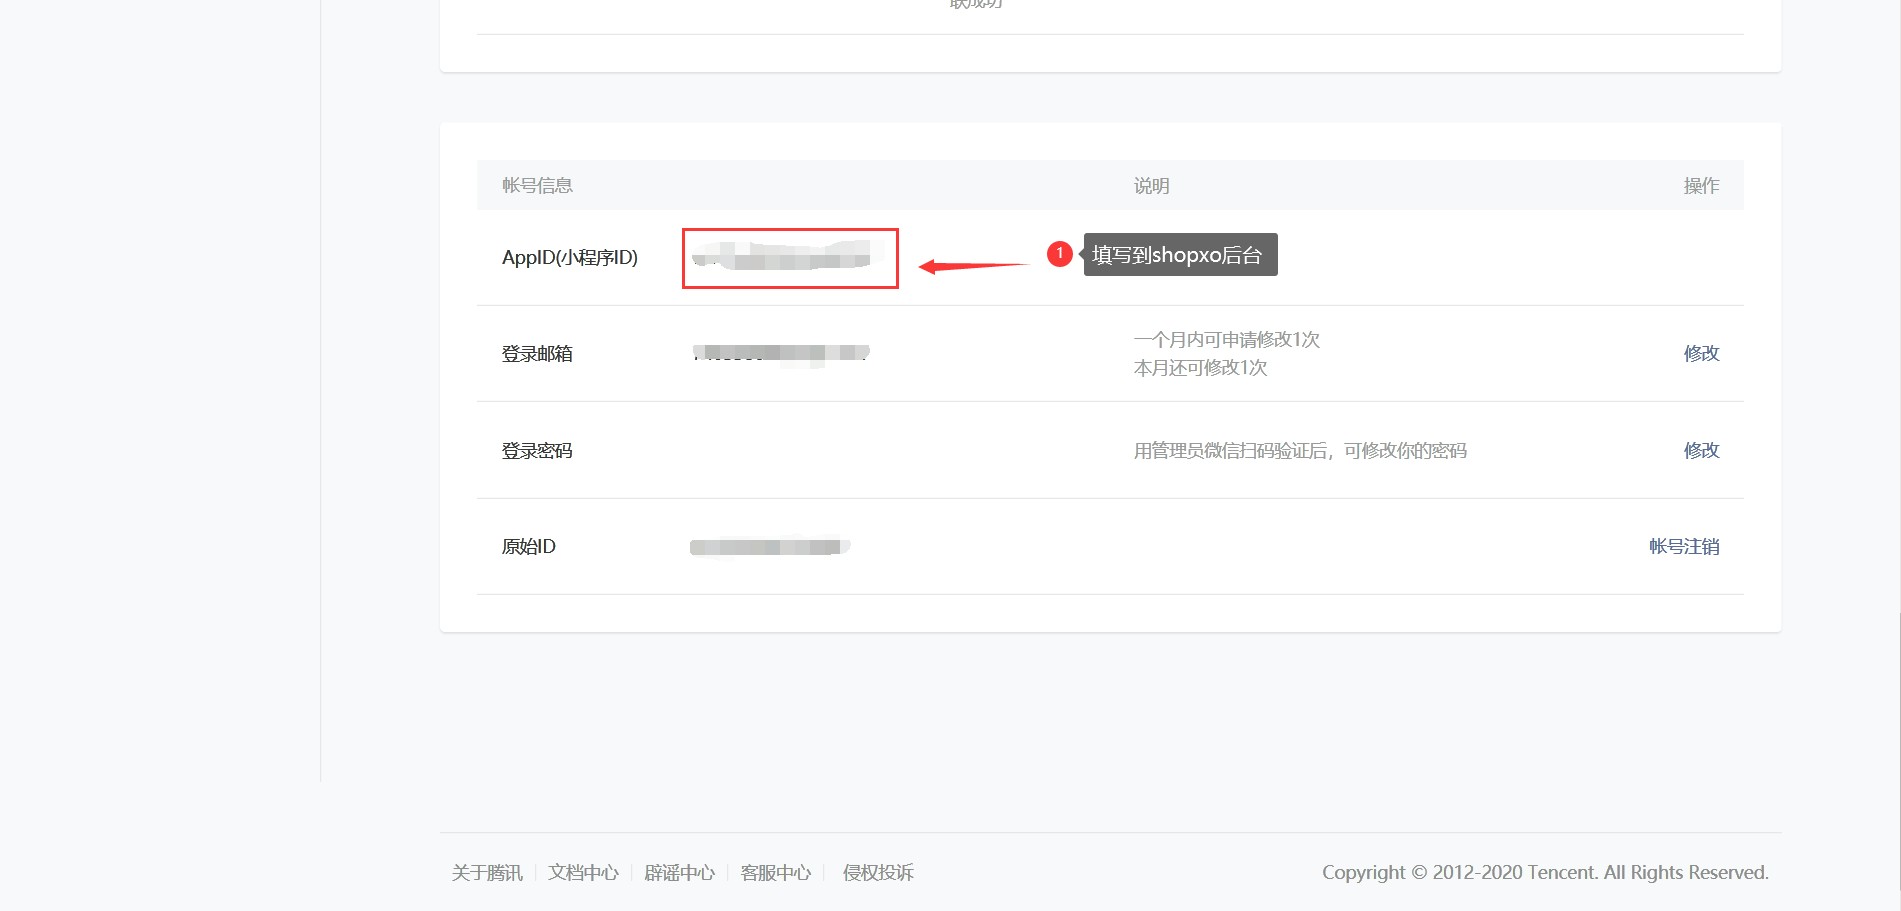 联成功
帐号信息 说明 操作
AppID(小程序ID) 1 填写到shopxo后台
登录邮箱 一个月内可申请修改1次 修改
本月还可修改1次
登录密码 用管理员微信扫码验证后，可修改你的密码 修改
原始ID 帐号注销
关于腾讯 文档中心 辟谣中心 客服中心 侵权投诉 Copyright © 2012-2020 Tencent. All Rights Reserved.